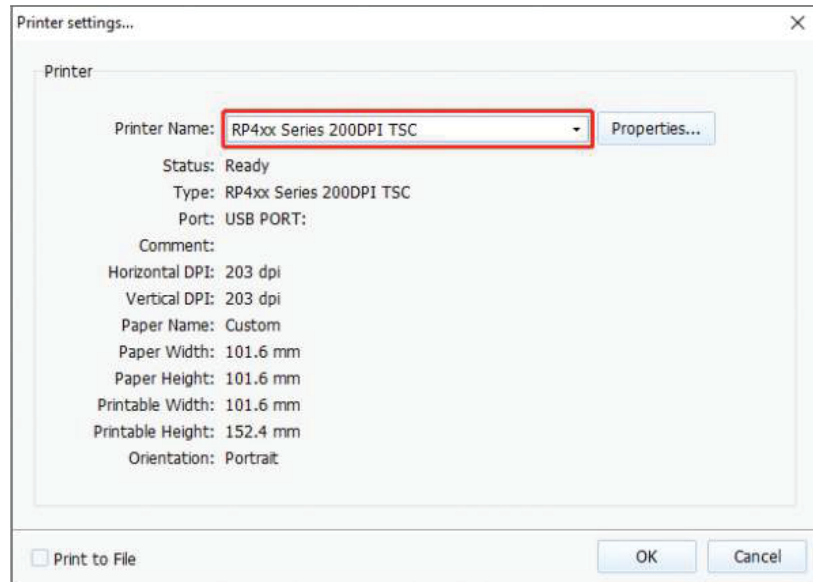 Printer settings...
Printer
Printer Name: RP4xx Series 200DPI TSC Properties...
Status: Ready
Type: RP4xx Series 200DPI TSC
Port: USB PORT:
Comment:
Horizontal DPI: 203 dpi
Vertical DPI: 203 dpi
Paper Name: Custom
Paper Width: 101.6 mm
Paper Height: 101.6 mm
Printable Width: 101.6 mm
Printable Height: 152.4 mm
Orientation: Portrait
Print to File OK Cancel